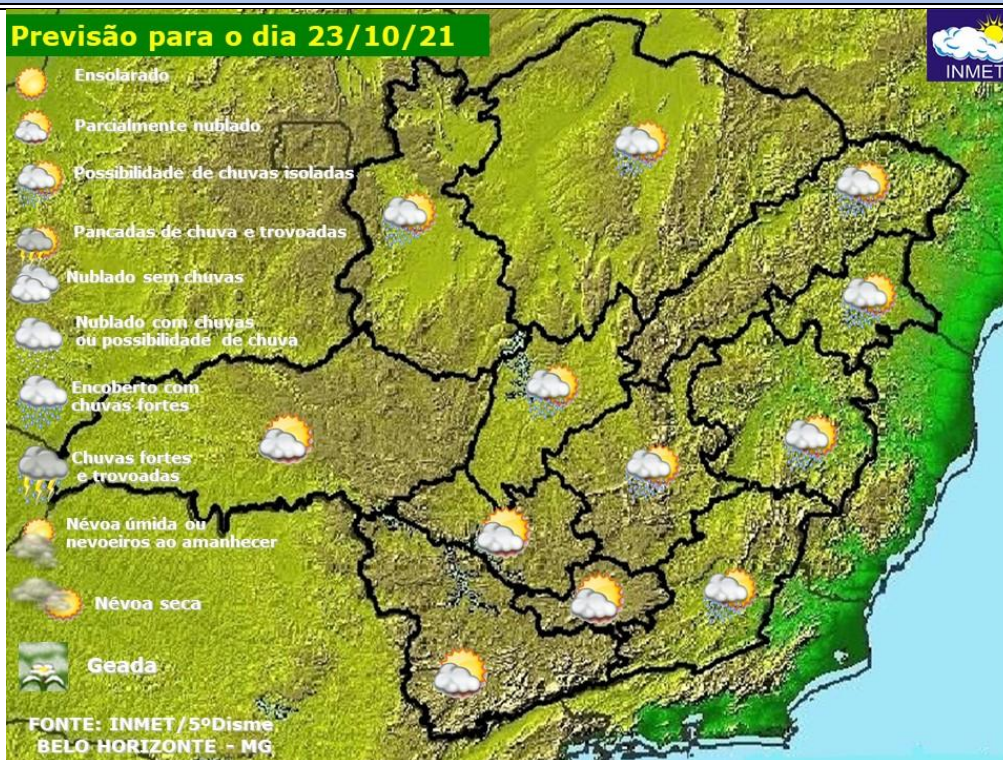 Previsão para o dia 23/10/21
INMET
Ensolarado
Parcialmente nublado
Possibilidade de chuvas isoladas
Pancadas de chuva e trovoadas
Nublado sem chuvas
Nublado com chuvas
ou possibilidade de chuva
Encoberto com
chuvas fortes
Chuvas fortes
e trovoadas
Névoa úmida ou
nevoeiros ao amanhecer
Névoa seca
Geada
FONTE: INMET/5ºDisme
BELO HORIZONTE - MG